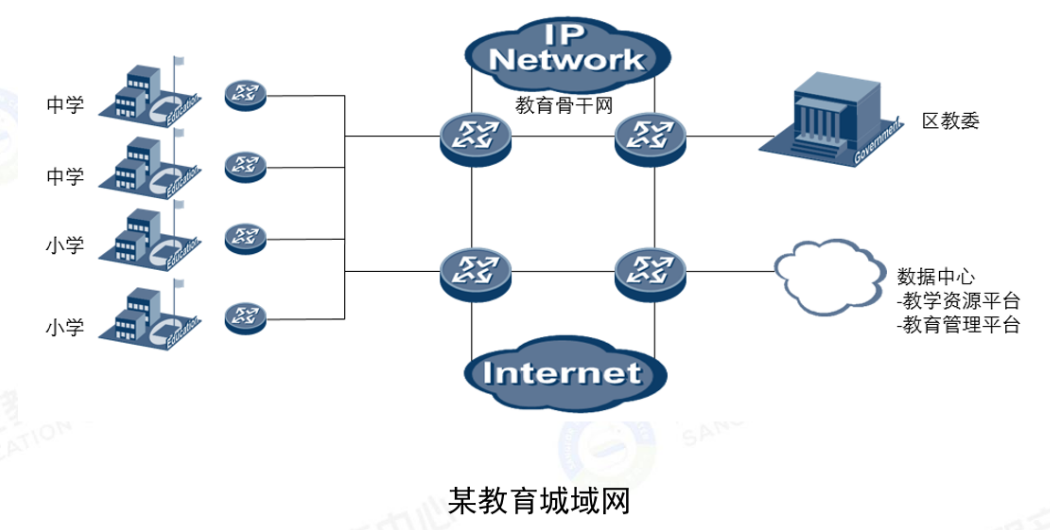 IP
Network
教育骨干网
中学
Education
区教委
Government
中学
Education
小学
Education
数据中心
-教学资源平台
-教育管理平台
小学
Education
Internet
某教育城域网